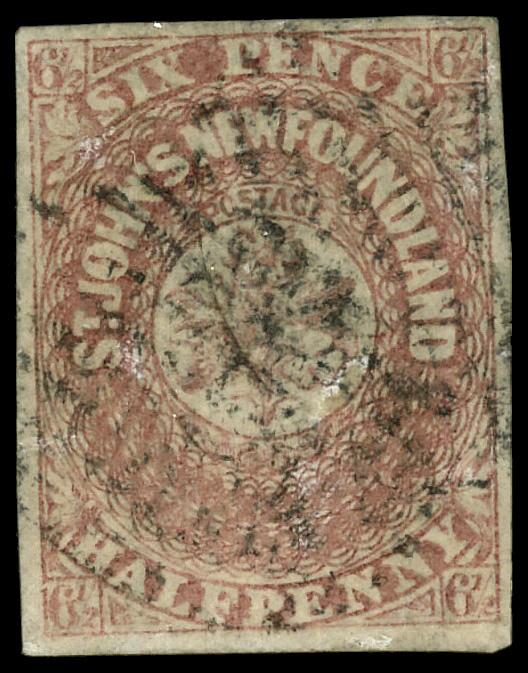 6½ SIX PENCE 6½
ST. JOHN'S NEWFOUNDLAND
POSTAGE
6½ HALFPENNY 6½